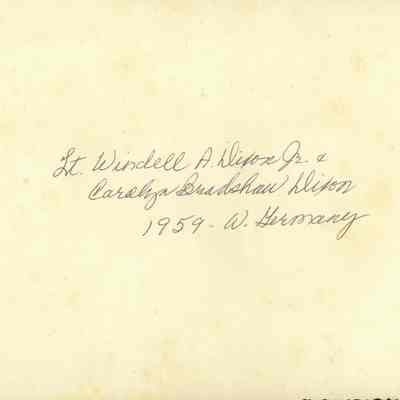 Lt. Windell A. Dixon Jr. &
Carolyn Bradshaw Dixon
1959 - W. Germany